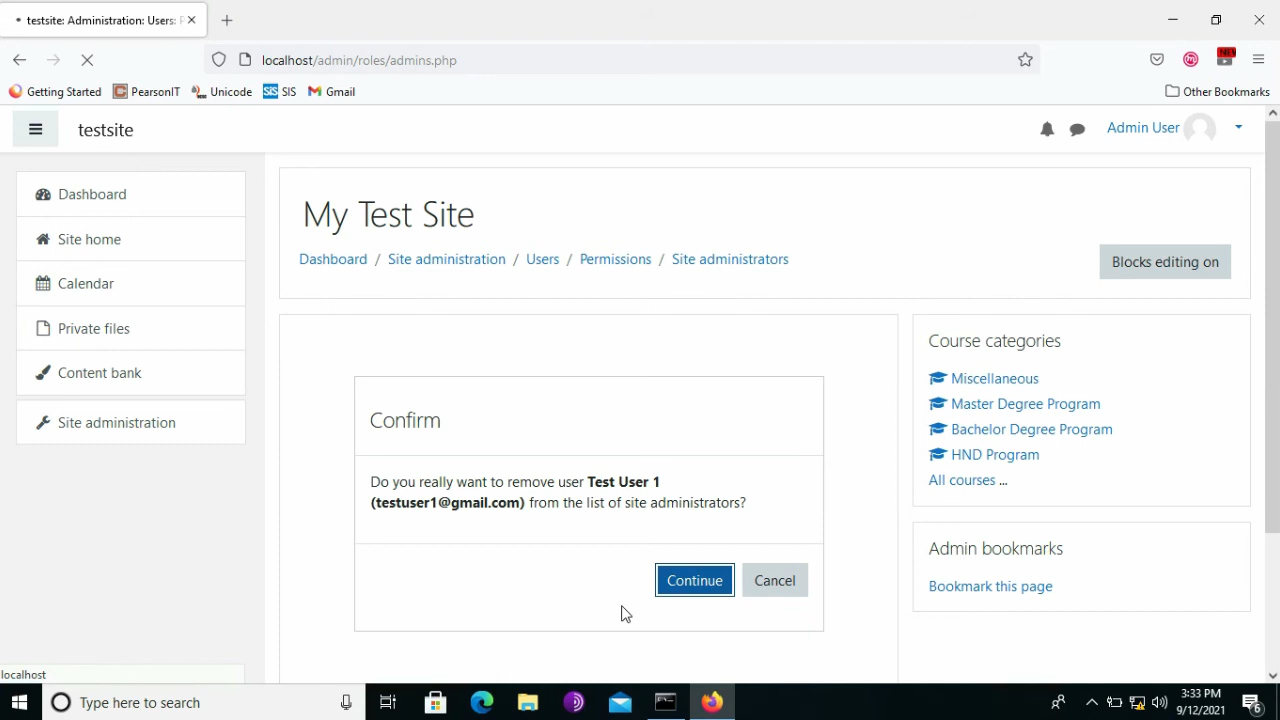 testsite: Administration: Users:
localhost/admin/roles/admins.php
Getting Started
PearsonIT
Unicode
SiS SIS
Gmail
Other Bookmarks
testsite
Admin User
Dashboard
Site home
Calendar
Private files
Content bank
Site administration
My Test Site
Dashboard / Site administration / Users / Permissions / Site administrators
Blocks editing on
Confirm
Do you really want to remove user Test User 1
(testuser1@gmail.com) from the list of site administrators?
Continue
Cancel
Course categories
Miscellaneous
Master Degree Program
Bachelor Degree Program
HND Program
All courses ...
Admin bookmarks
Bookmark this page
localhost
Type here to search
3:33 PM
9/12/2021
6